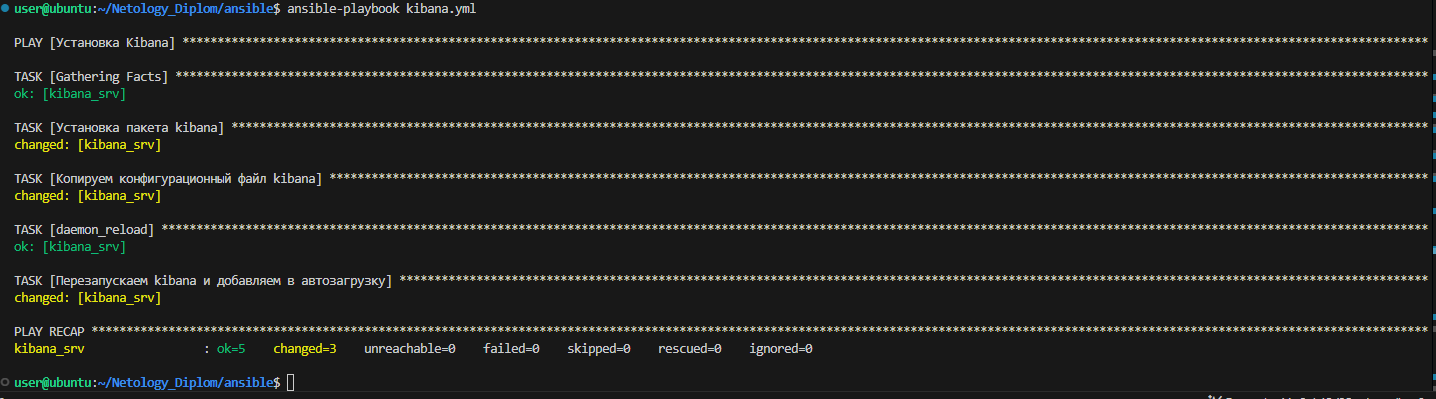 user@ubuntu:~/Netology_Diplom/ansible$ ansible-playbook kibana.yml
PLAY [Установка Kibana] ****************************************************************************************************************************************************************************------
TASK [Gathering Facts] *****************************************************************************************************************************************************************************
ok: [kibana_srv]
TASK [Установка пакета kibana] *********************************************************************************************************************************************************************
changed: [kibana_srv]
TASK [Копируем конфигурационный файл kibana] *******************************************************************************************************************************************************
changed: [kibana_srv]
TASK [daemon_reload] *******************************************************************************************************************************************************************************
ok: [kibana_srv]
TASK [Перезапускаем kibana и добавляем в автозагрузку] *********************************************************************************************************************************************
changed: [kibana_srv]
PLAY RECAP *****************************************************************************************************************************************************************************************
kibana_srv                 : ok=5    changed=3    unreachable=0    failed=0    skipped=0    rescued=0    ignored=0
user@ubuntu:~/Netology_Diplom/ansible$